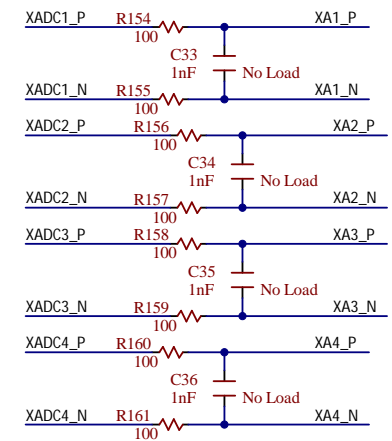 XADC1_P R154 XA1_P
100
C33
1nF No Load
XADC1_N R155 XA1_N
100
XADC2_P R156 XA2_P
100
C34
1nF No Load
XADC2_N R157 XA2_N
100
XADC3_P R158 XA3_P
100
C35
1nF No Load
XADC3_N R159 XA3_N
100
XADC4_P R160 XA4_P
100
C36
1nF No Load
XADC4_N R161 XA4_N
100